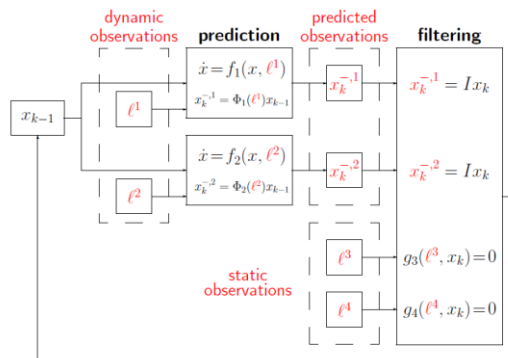 dynamic
observations
prediction
predicted
observations
filtering
x_{k−1}
ℓ¹
ẋ = f₁(x, ℓ¹)
x_k^{−,1} = Φ₁(ℓ¹)x_{k−1}
x_k^{−,1}
x_k^{−,1} = Ix_k
ℓ²
ẋ = f₂(x, ℓ²)
x_k^{−,2} = Φ₂(ℓ²)x_{k−1}
x_k^{−,2}
x_k^{−,2} = Ix_k
static
observations
ℓ³
g₃(ℓ³, x_k)=0
ℓ⁴
g₄(ℓ⁴, x_k)=0